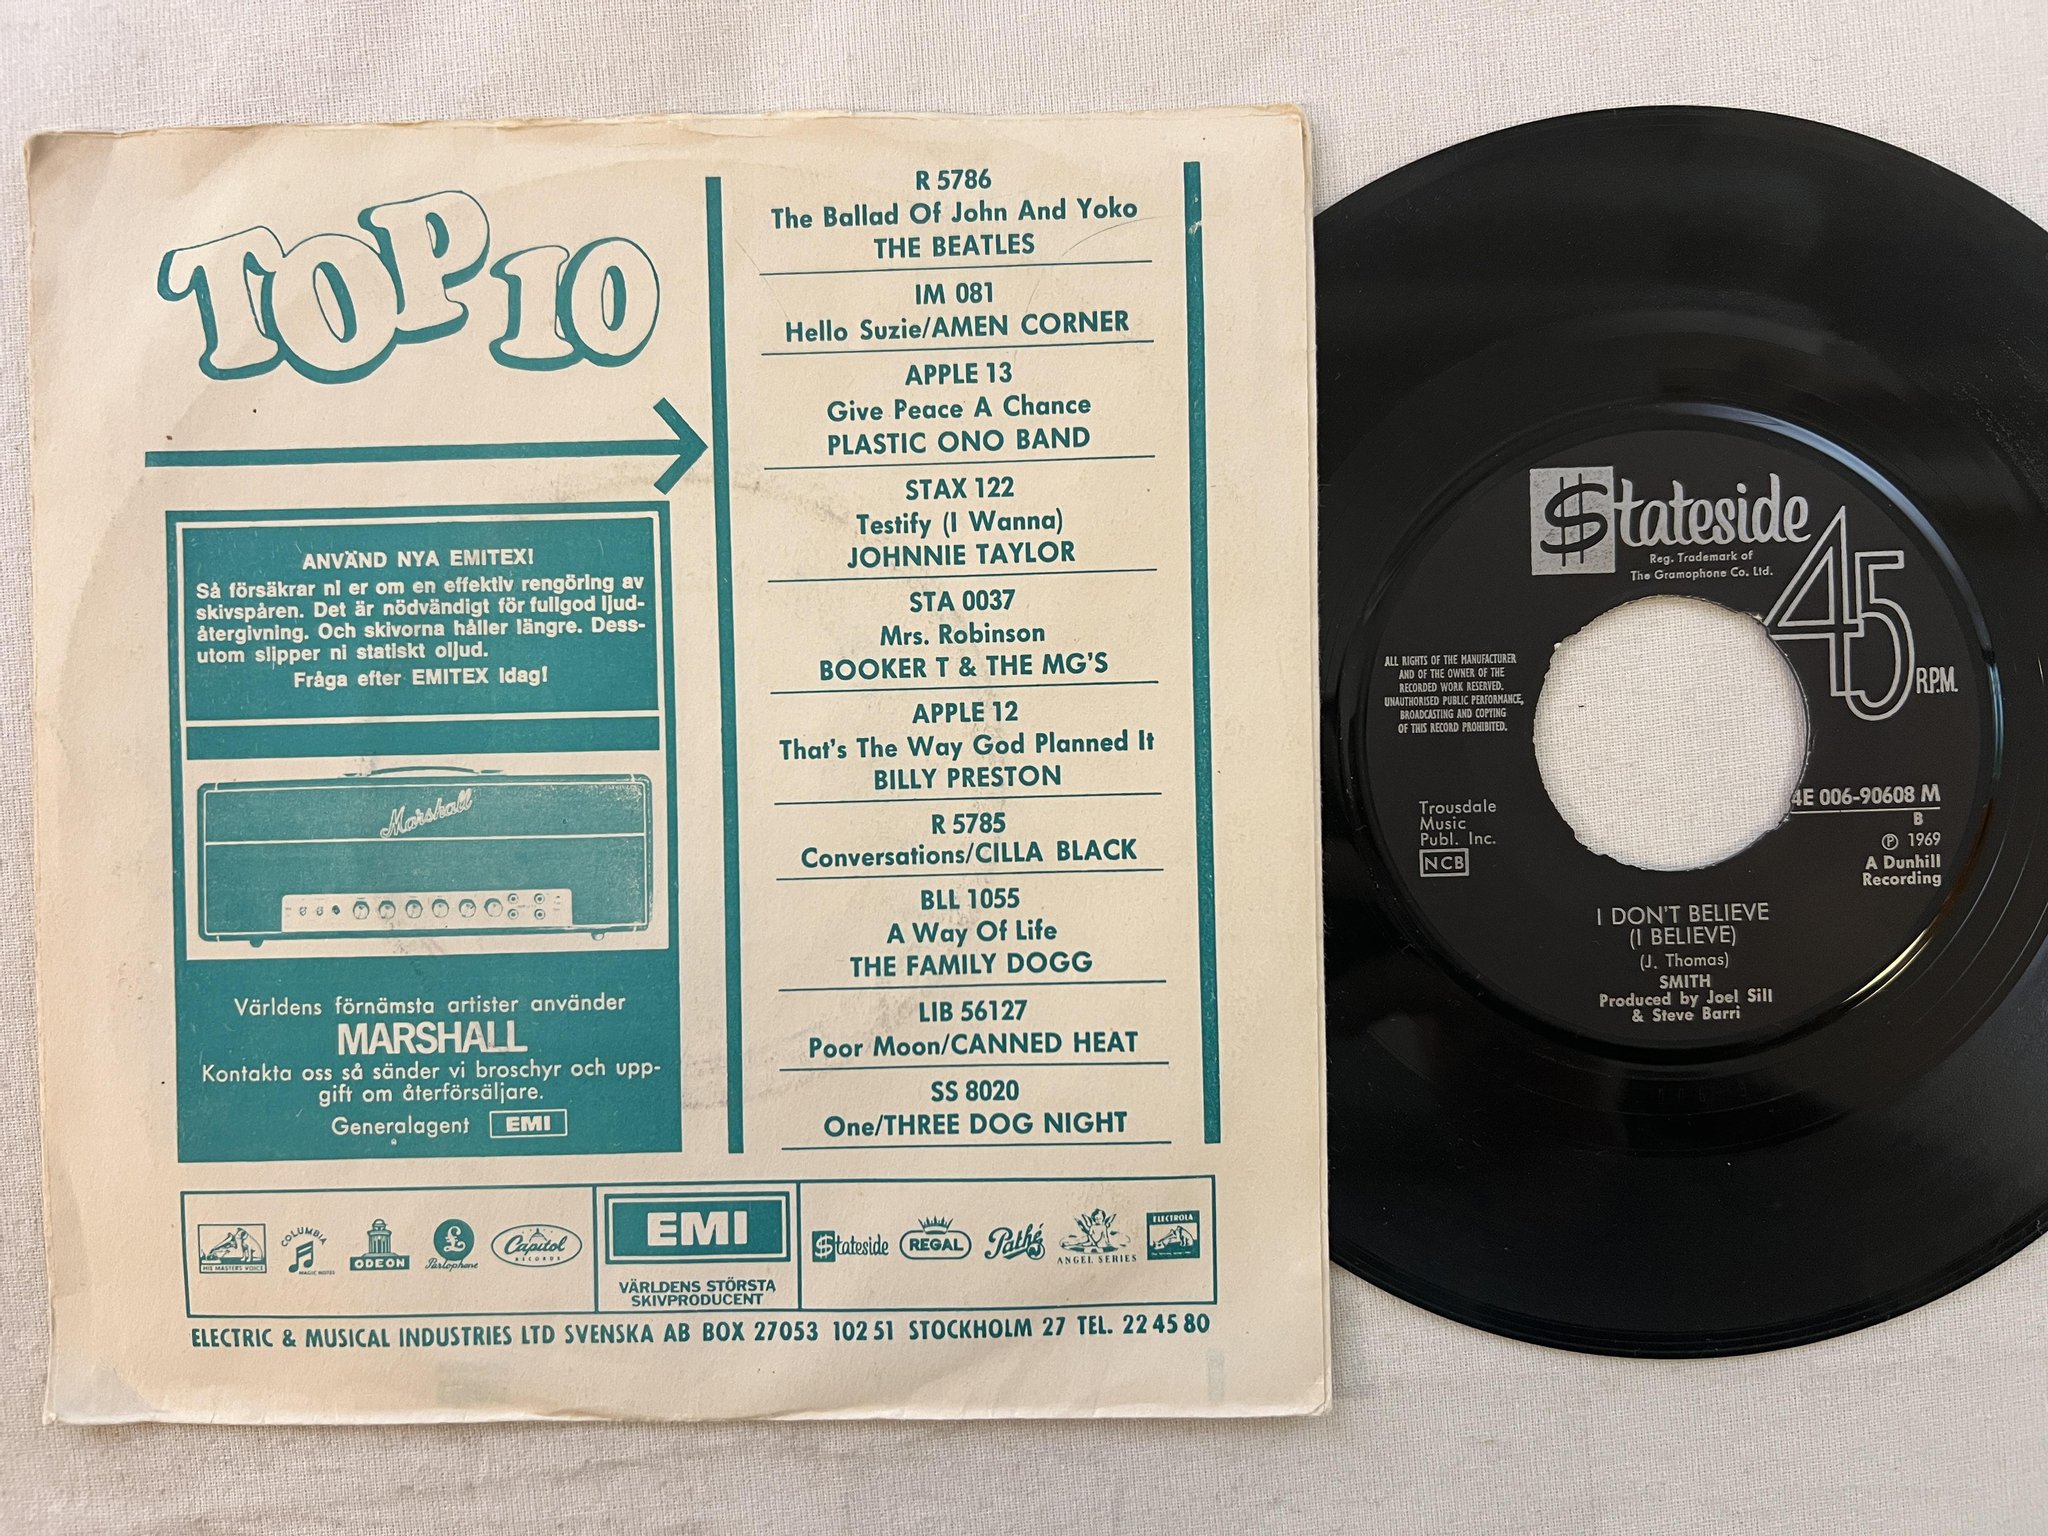 TOP 10
ANVÄND NYA EMITEX!
Så försäkrar ni er om en effektiv rengöring av
skivspåren. Det är nödvändigt för fullgod ljud-
återgivning. Och skivorna håller längre. Dess-
utom slipper ni statiskt oljud.
Fråga efter EMITEX idag!
Marshall
Världens förnämsta artister använder
MARSHALL
Kontakta oss så sänder vi broschyr och upp-
gift om återförsäljare.
Generalagent EMI
R 5786
The Ballad Of John And Yoko
THE BEATLES
IM 081
Hello Suzie/AMEN CORNER
APPLE 13
Give Peace A Chance
PLASTIC ONO BAND
STAX 122
Testify (I Wanna)
JOHNNIE TAYLOR
STA 0037
Mrs. Robinson
BOOKER T & THE MG'S
APPLE 12
That's The Way God Planned It
BILLY PRESTON
R 5785
Conversations/CILLA BLACK
BLL 1055
A Way Of Life
THE FAMILY DOGG
LIB 56127
Poor Moon/CANNED HEAT
SS 8020
One/THREE DOG NIGHT
HIS MASTER'S VOICE
COLUMBIA
MAGIC NOTES
ODEON
£
Parlophone
Capitol
RECORDS
EMI
VÄRLDENS STÖRSTA
SKIVPRODUCENT
$tateside
REGAL
Pathé
ANGEL SERIES
ELECTROLA
ELECTRIC & MUSICAL INDUSTRIES LTD SVENSKA AB BOX 27053 102 51 STOCKHOLM 27 TEL. 22 45 80
$tateside
Reg. Trademark of
The Gramophone Co. Ltd.
45
R.P.M.
ALL RIGHTS OF THE MANUFACTURER
AND OF THE OWNER OF THE
RECORDED WORK RESERVED.
UNAUTHORISED PUBLIC PERFORMANCE,
BROADCASTING AND COPYING
OF THIS RECORD PROHIBITED.
Trousdale
Music
Publ. Inc.
NCB
4E 006-90608 M
B
℗ 1969
A Dunhill
Recording
I DON'T BELIEVE
(I BELIEVE)
(J. Thomas)
SMITH
Produced by Joel Sill
& Steve Barri